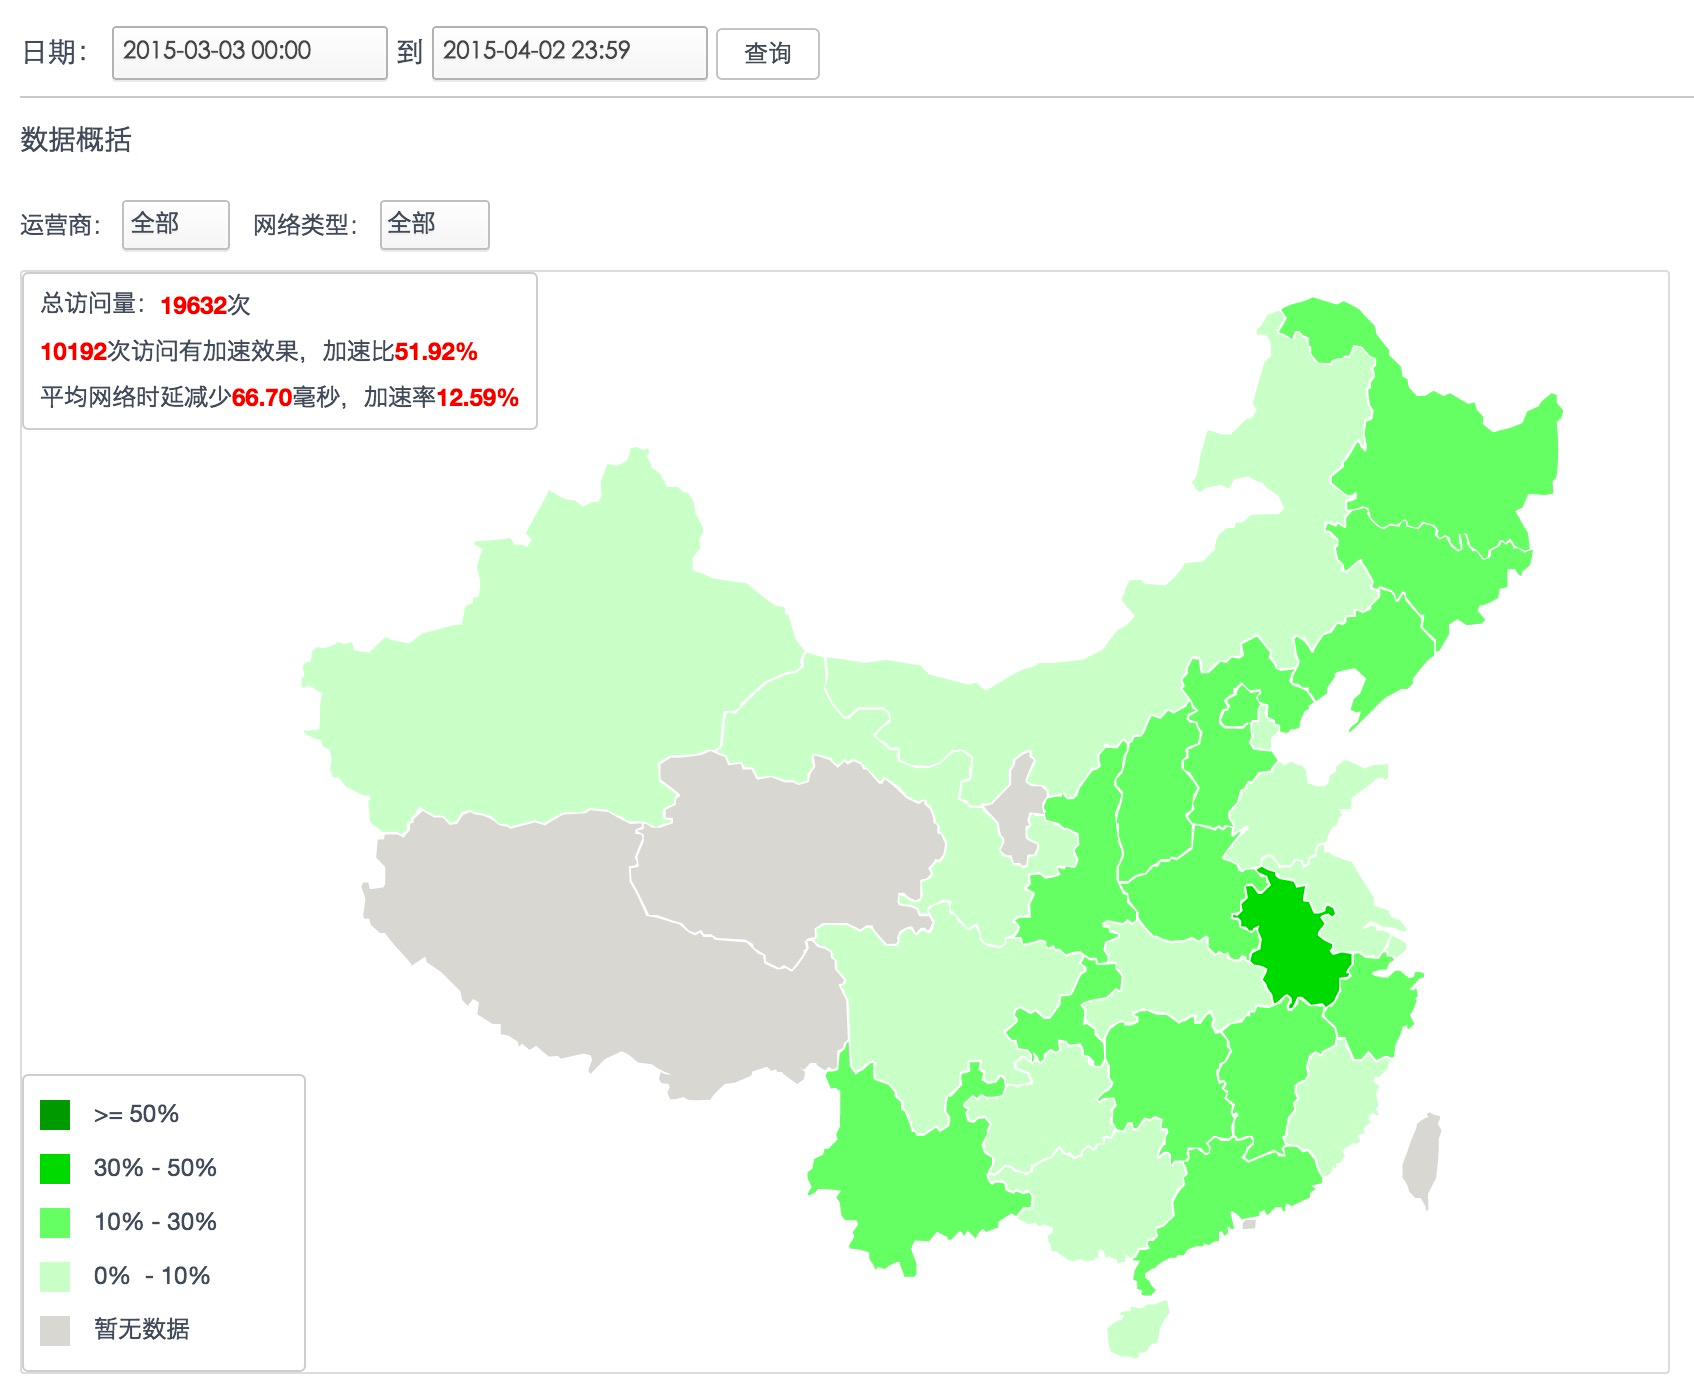 日期： 2015-03-03 00:00 到 2015-04-02 23:59 查询
数据概括
运营商： 全部 网络类型： 全部
总访问量：19632次
10192次访问有加速效果，加速比51.92%
平均网络时延减少66.70毫秒，加速率12.59%
>= 50%
30% - 50%
10% - 30%
0% - 10%
暂无数据